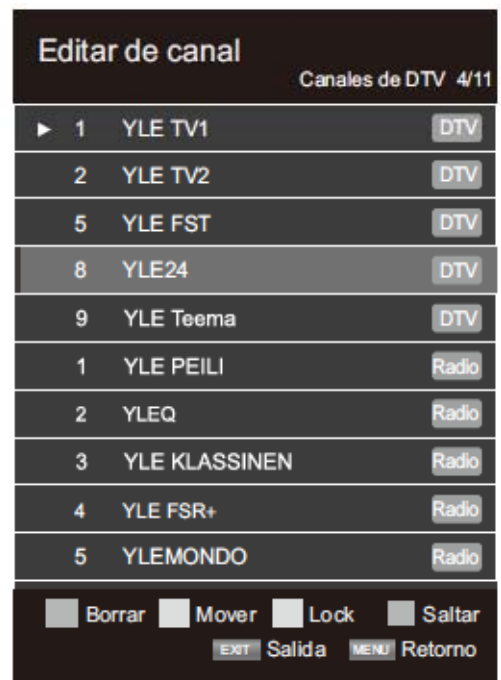 Editar de canal
Canales de DTV 4/11
1 YLE TV1 DTV
2 YLE TV2 DTV
5 YLE FST DTV
8 YLE24 DTV
9 YLE Teema DTV
1 YLE PEILI Radio
2 YLEQ Radio
3 YLE KLASSINEN Radio
4 YLE FSR+ Radio
5 YLEMONDO Radio
Borrar Mover Lock Saltar
EXIT Salida MENU Retorno